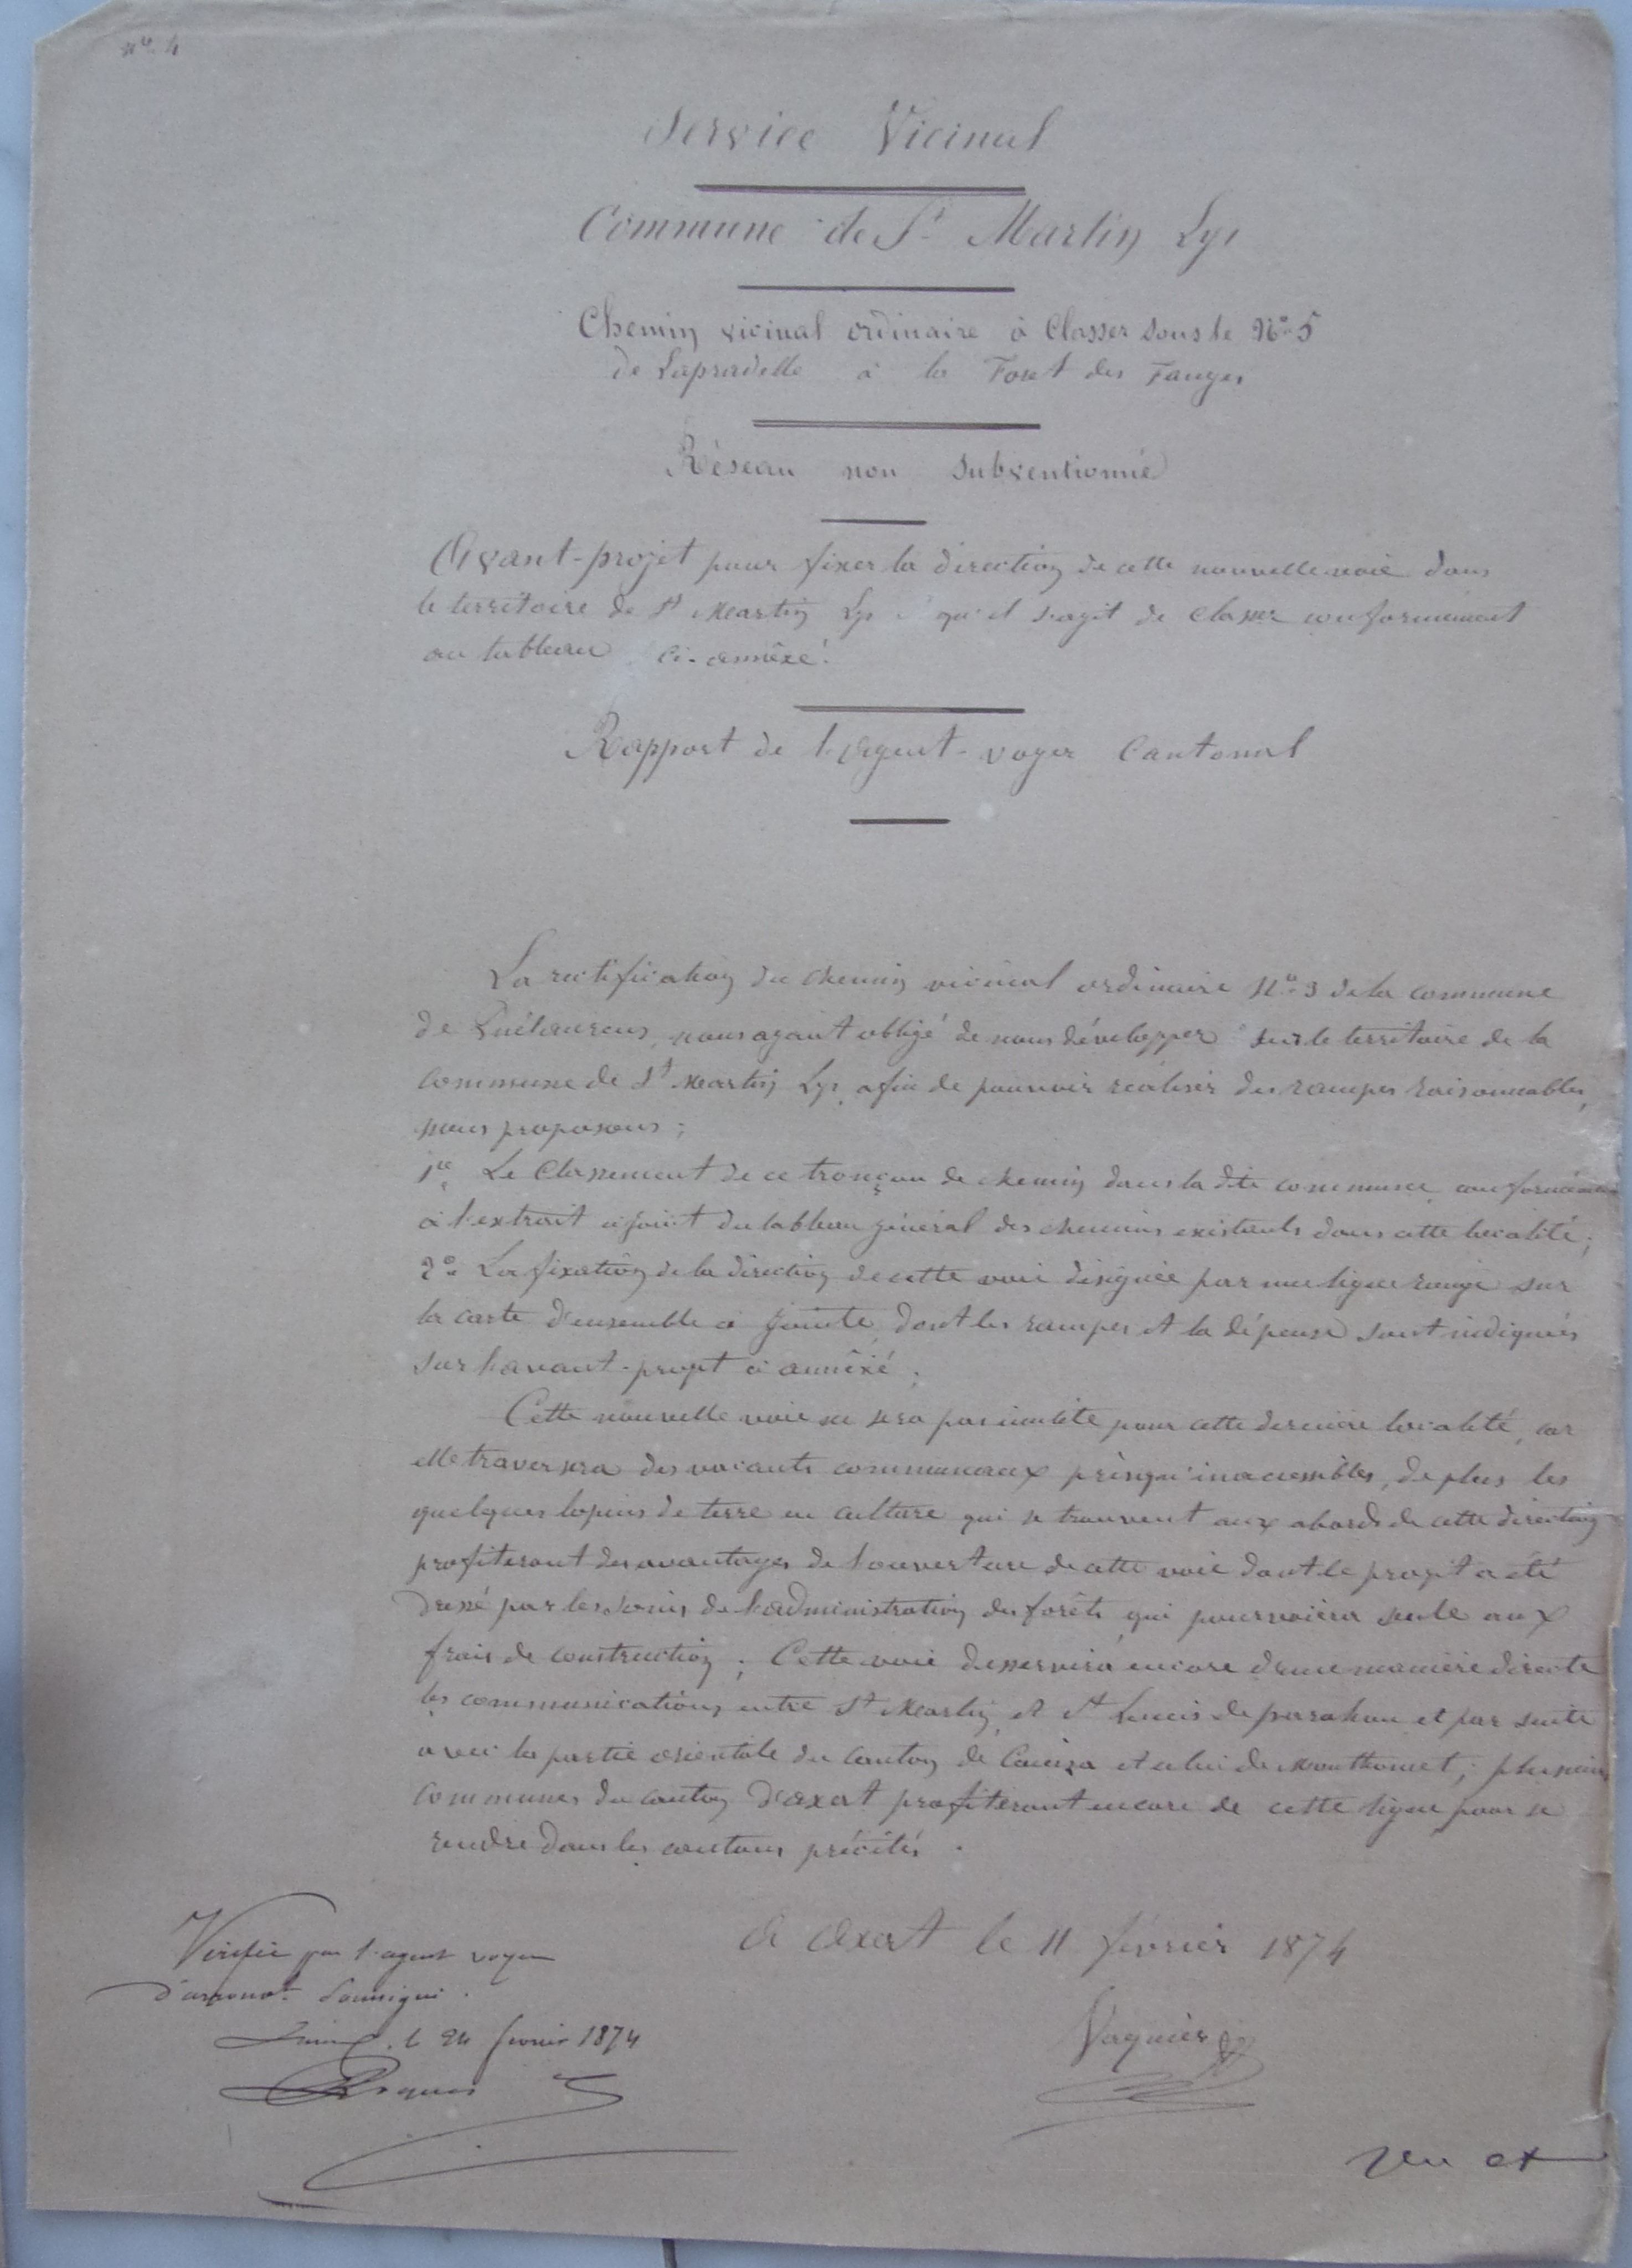 N° 4
Service Vicinal
Commune de St Martin Lys
Chemin vicinal ordinaire à Classer sous le N° 5
de Lapradelle à la Foret des Fanges
Réseau non subventionné
Avant-projet pour fixer la direction de cette nouvelle voie dans
le territoire de St Martin Lys qu'il s'agit de classer conformément
au tableau ci-annexé.
Rapport de l'Agent-voyer Cantonal
La rectification du chemin vicinal ordinaire N° 3 de la commune
de Puilaurens, nous ayant obligé de nous développer sur le territoire de la
commune de St Martin Lys, afin de pouvoir réaliser des rampes raisonnables,
nous proposons ;
1° Le Classement de ce tronçon de chemin dans la dite commune, conformément
à l'extrait ci joint du tableau général des chemins existants dans cette localité ;
2° La fixation de la direction de cette voie désignée par une ligne rouge sur
la carte d'ensemble ci jointe, dont les rampes et la dépense sont indiqués
sur l'avant-projet ci annêxé ;
Cette nouvelle voie ne sera pas inutile pour cette dernière localité, car
elle traversera des vacants communaux presqu'inaccessibles, de plus les
quelques lopins de terre en culture qui se trouvent aux abords de cette direction
profiteront des avantages de l'ouverture de cette voie dont le projet a été
dressé par les soins de l'administration des forêts, qui pourvoiera seule aux
frais de construction ; Cette voie desservira encore d'une manière directe
les communications entre St Martin, et St Louis de parahou et par suite
avec la partie orientale du canton de Couiza et celui de Mouthoumet ; plusieurs
communes du canton d'axat profiteront encore de cette ligne pour se
rendre dans les cantons précités .
A Axat le 11 février 1874
Vérifié par l'agent voyer
d'arrondt soussigné .
Limoux, le 24 fevrier 1874
Vaquier
Vu et